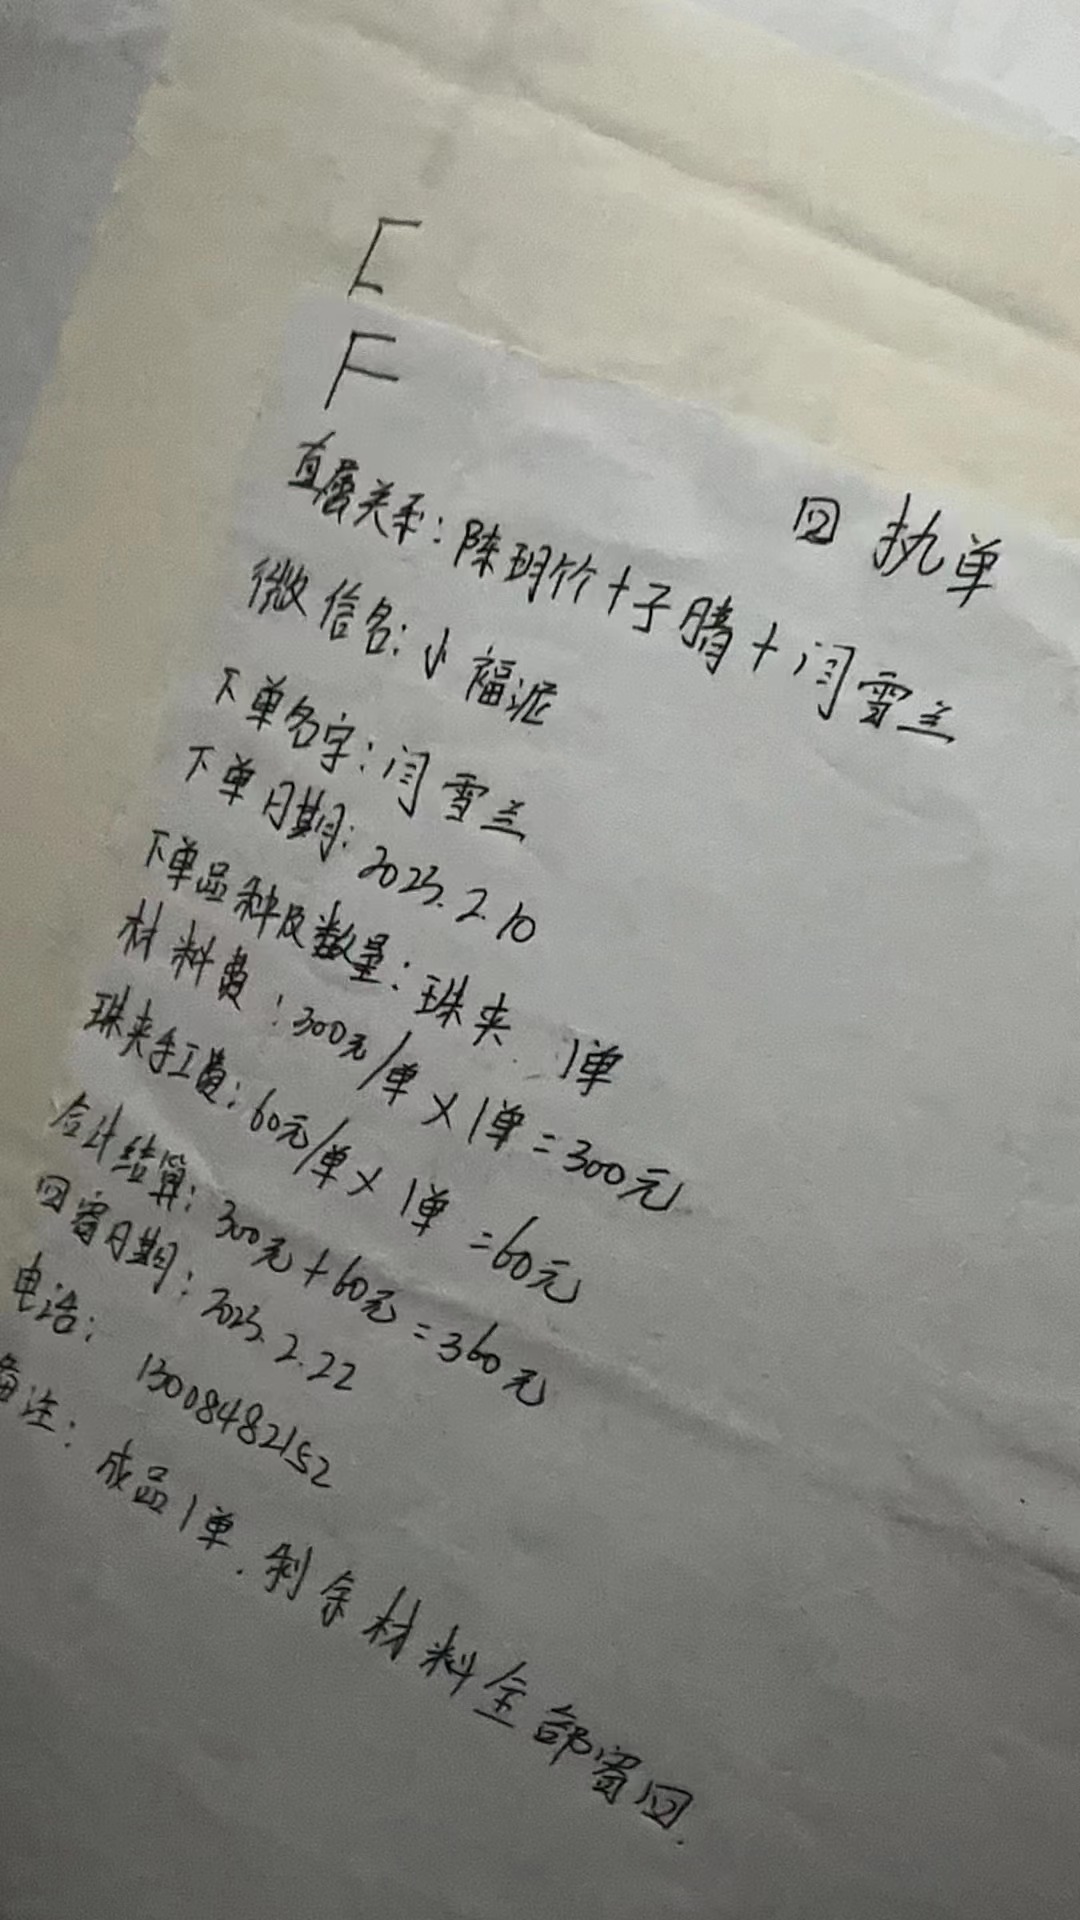 E
F
回执单
直属关系:陈玥竹+子腈+闫雪兰
微信名:小福泥
下单名字:闫雪兰
下单日期:2023.2.10
下单品种及数量:珠夹 1单
材料费:300元/单×1单=300元
珠夹手工费:60元/单×1单=60元
合计结算:300元+60元=360元
回寄日期:2023.2.22
电话:13008482152
备注:成品1单.剩余材料全部寄回.